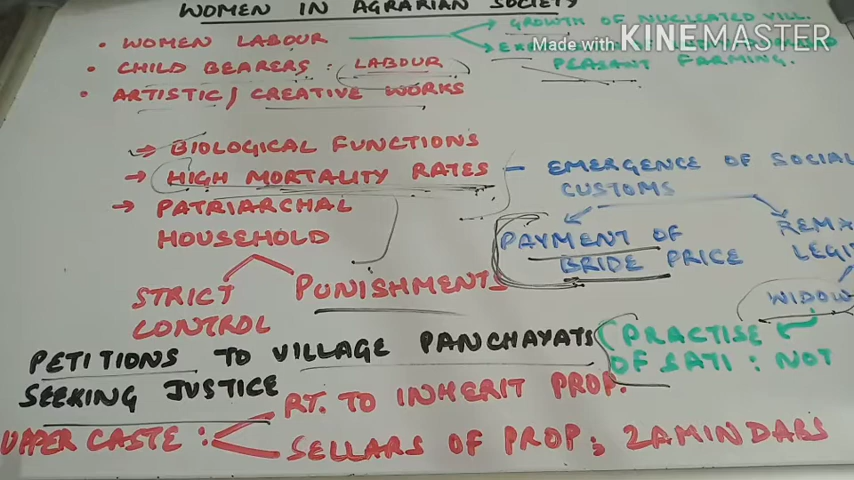 WOMEN IN AGRARIAN SOCIETY
• WOMEN LABOUR
→ GROWTH OF NUCLEATED VILL.
Made with KINEMASTER
• CHILD BEARERS : LABOUR
PEASANT FARMING.
• ARTISTIC / CREATIVE WORKS
→ BIOLOGICAL FUNCTIONS
→ HIGH MORTALITY RATES – EMERGENCE OF SOCIAL
CUSTOMS
→ PATRIARCHAL
HOUSEHOLD
PAYMENT OF
BRIDE PRICE
REMA
LEGIT
WIDOW
STRICT
CONTROL
PUNISHMENTS
PETITIONS TO VILLAGE PANCHAYATS
SEEKING JUSTICE
(PRACTISE
OF SATI : NOT
UPPER CASTE :
RT. TO INHERIT PROP.
SELLARS OF PROP; ZAMINDARS